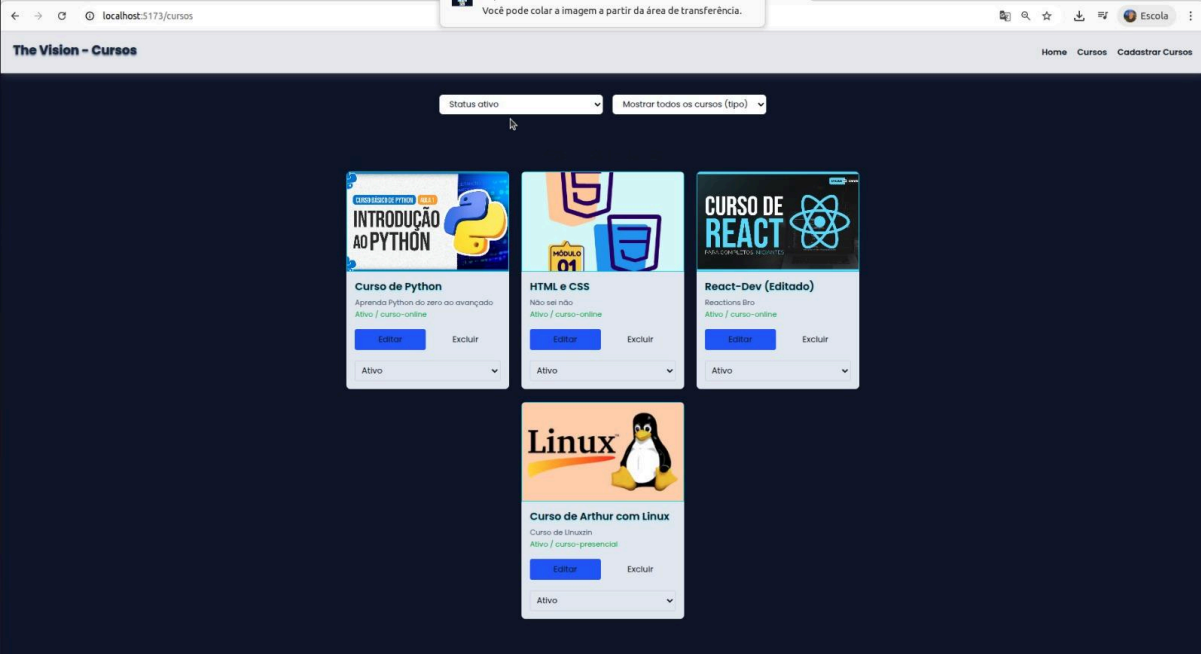 Você pode colar a imagem a partir da área de transferência.
localhost:5173/cursos
Escola
The Vision - Cursos
Home Cursos Cadastrar Cursos
Status ativo
Mostrar todos os cursos (tipo)
CURSO BÁSICO DE PYTHON AULA 1
INTRODUÇÃO
AO PYTHON
Curso de Python
Aprenda Python do zero ao avançado
Ativo / curso-online
Editar Excluir
Ativo
MÓDULO
01
HTML e CSS
Não sei não
Ativo / curso-online
Editar Excluir
Ativo
CURSO DE
REACT
PARA COMPLETOS INICIANTES
React-Dev (Editado)
Reactions Bro
Ativo / curso-online
Editar Excluir
Ativo
Linux
Curso de Arthur com Linux
Curso de Linuxzin
Ativo / curso-presencial
Editar Excluir
Ativo